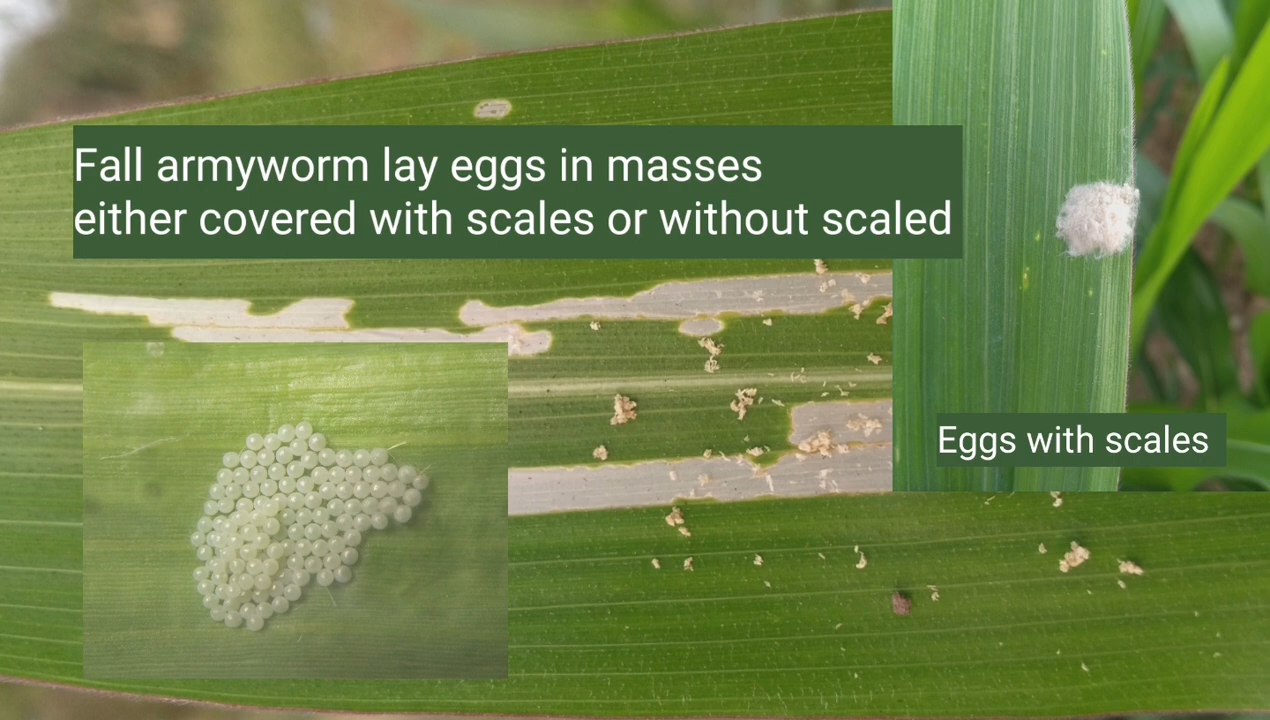 Fall armyworm lay eggs in masses
either covered with scales or without scaled
Eggs with scales